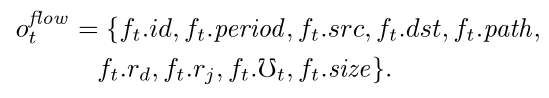 o_t^{flow} = {f_t.id, f_t.period, f_t.src, f_t.dst, f_t.path,
f_t.r_d, f_t.r_j, f_t.℧_t, f_t.size}.